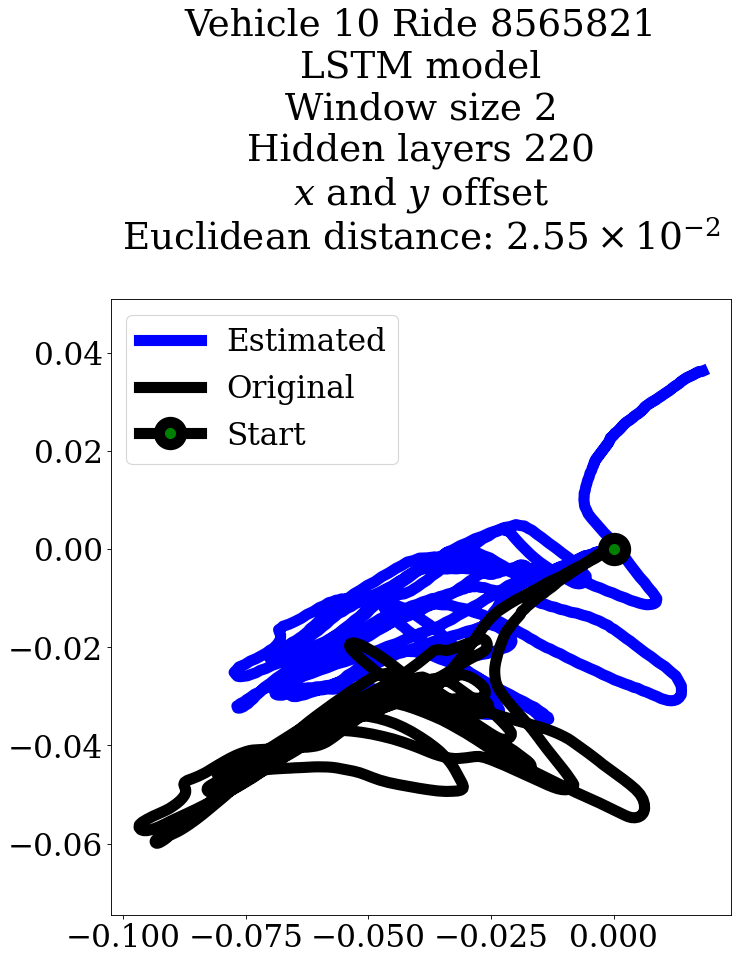 Vehicle 10 Ride 8565821
LSTM model
Window size 2
Hidden layers 220
x and y offset
Euclidean distance: 2.55 × 10⁻²
Estimated
Original
Start
0.04
0.02
0.00
−0.02
−0.04
−0.06
−0.100 −0.075 −0.050 −0.025 0.000